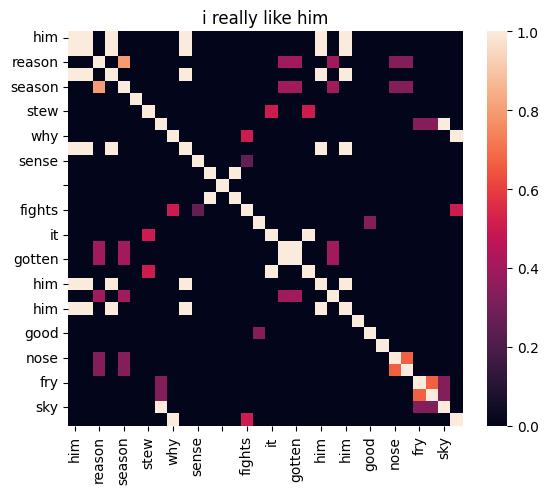 i really like him
him
reason
season
stew
why
sense
fights
it
gotten
him
him
good
nose
fry
sky
1.0
0.8
0.6
0.4
0.2
0.0
him
reason
season
stew
why
sense
fights
it
gotten
him
him
good
nose
fry
sky